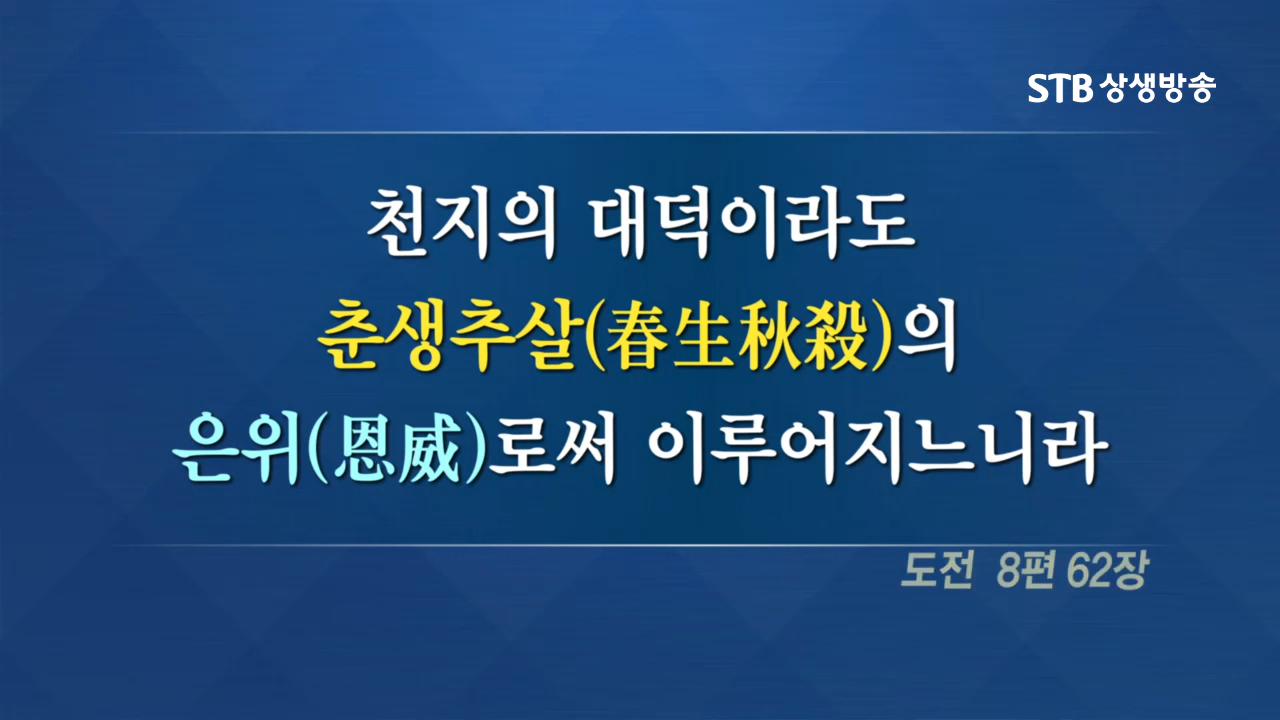 STB 상생방송
천지의 대덕이라도
춘생추살(春生秋殺)의
은위(恩威)로써 이루어지느니라
도전 8편 62장